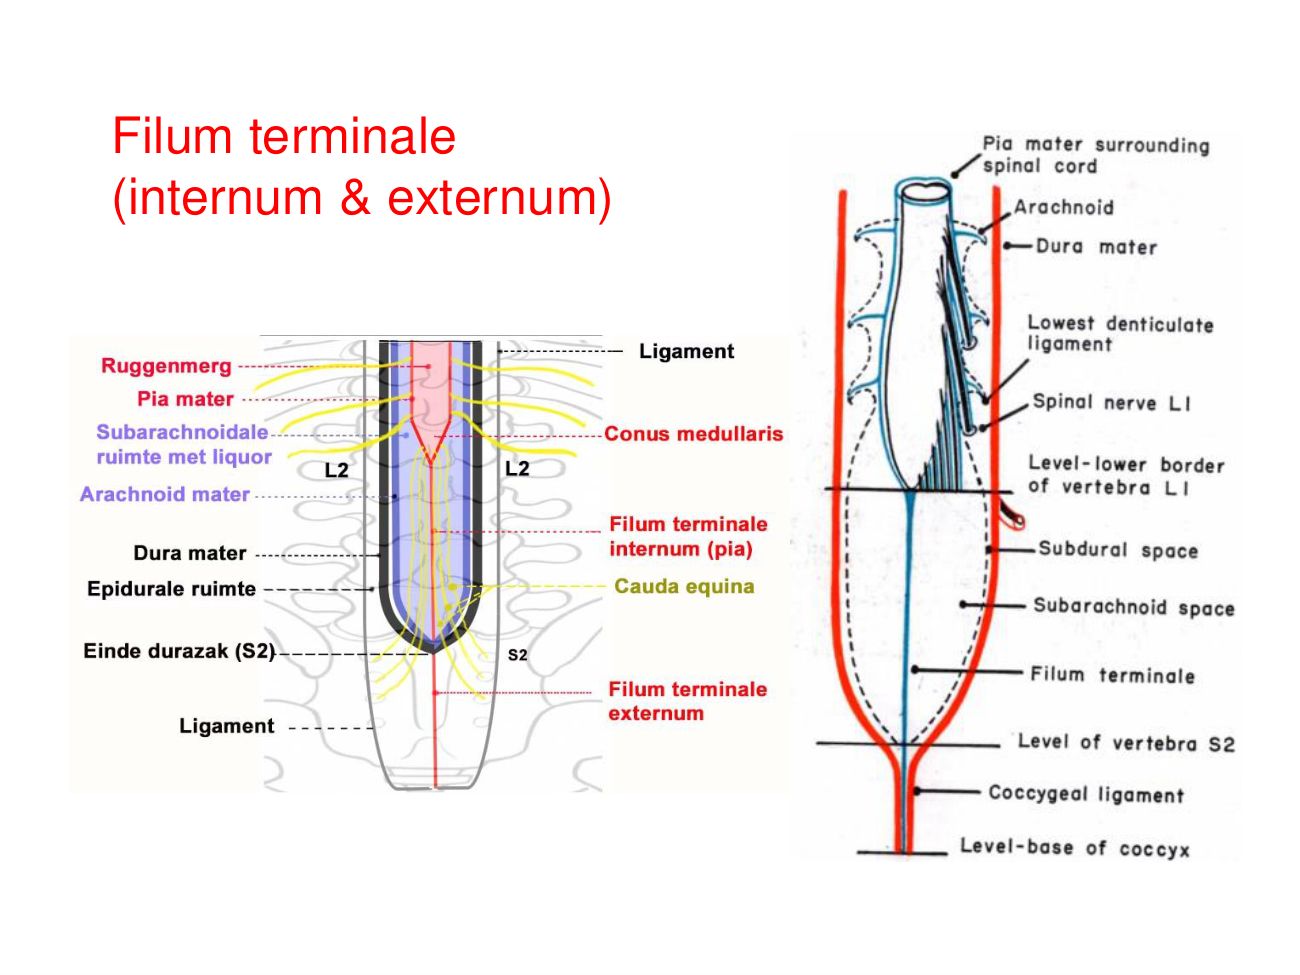 Filum terminale
(internum & externum)
Ruggenmerg
Pia mater
Subarachnoidale
ruimte met liquor
L2
Arachnoid mater
Dura mater
Epidurale ruimte
Einde durazak (S2)
Ligament
Ligament
Conus medullaris
L2
Filum terminale
internum (pia)
Cauda equina
S2
Filum terminale
externum
Pia mater surrounding
spinal cord
Arachnoid
Dura mater
Lowest denticulate
ligament
Spinal nerve L1
Level-lower border
of vertebra L1
Subdural space
Subarachnoid space
Filum terminale
Level of vertebra S2
Coccygeal ligament
Level-base of coccyx